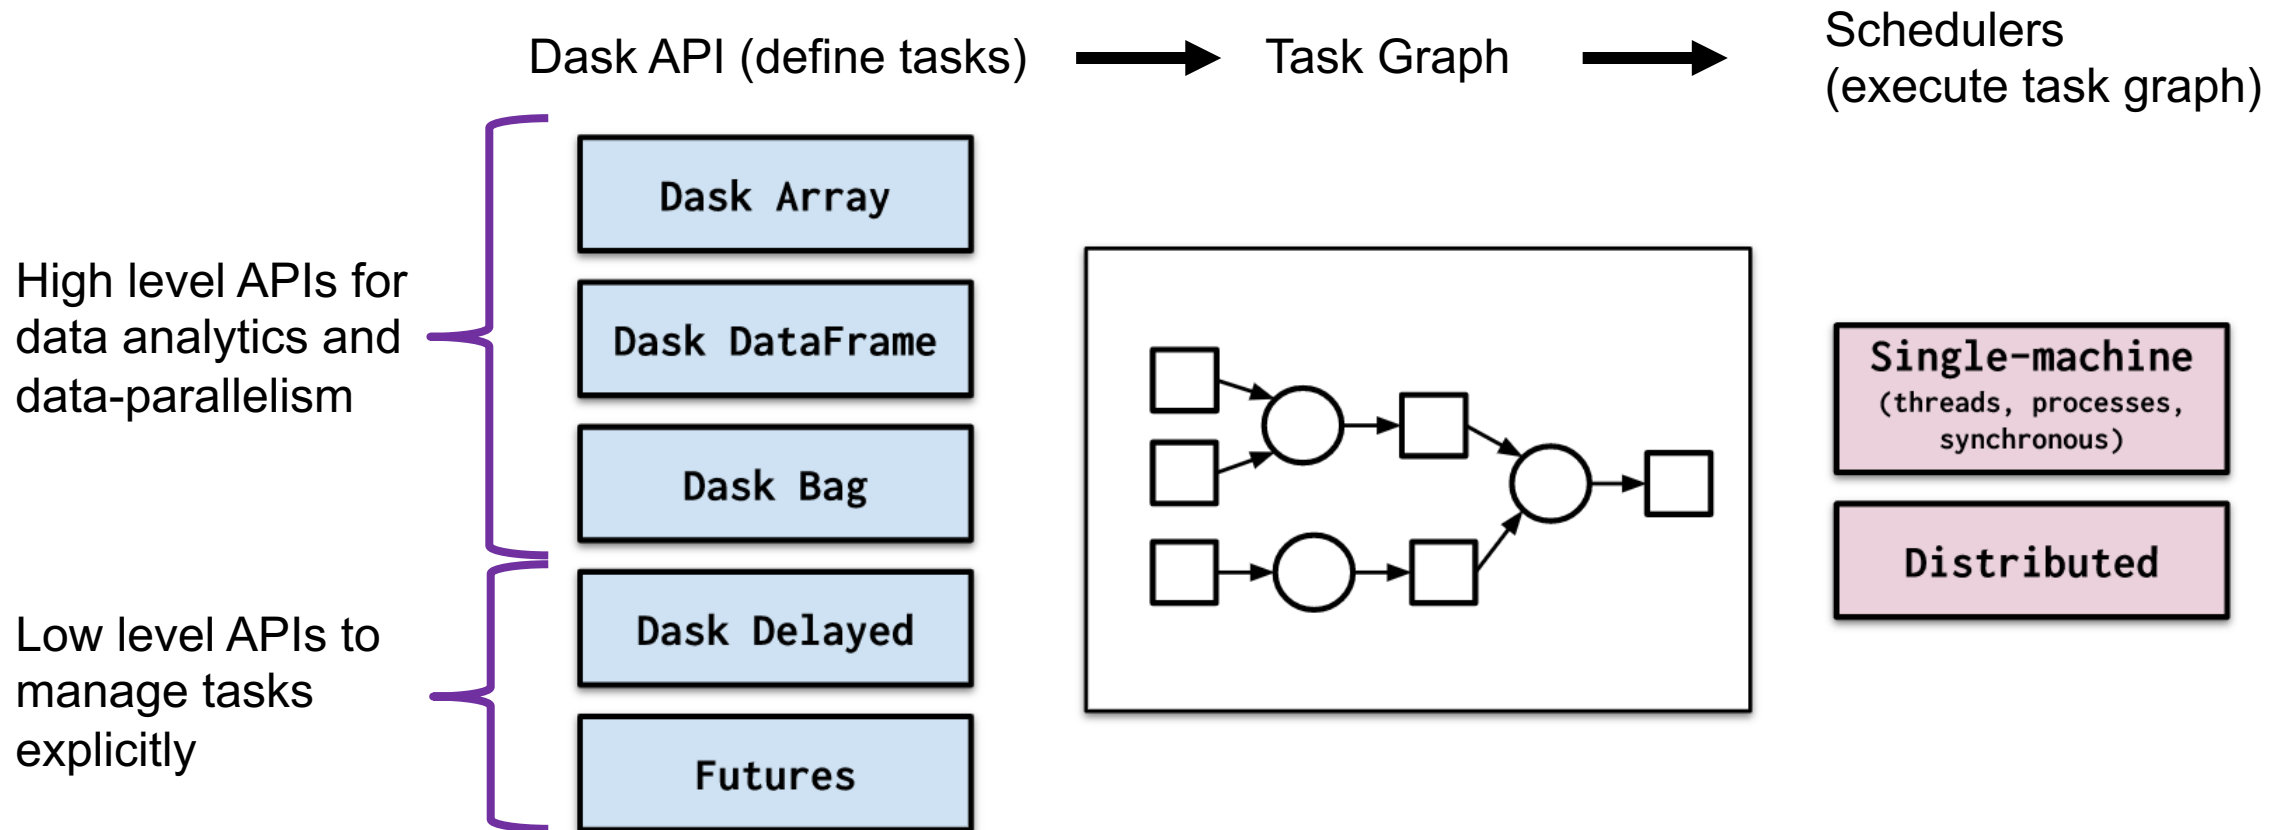 Dask API (define tasks)
Task Graph
Schedulers
(execute task graph)
High level APIs for
data analytics and
data-parallelism
Low level APIs to
manage tasks
explicitly
Dask Array
Dask DataFrame
Dask Bag
Dask Delayed
Futures
Single-machine
(threads, processes,
synchronous)
Distributed